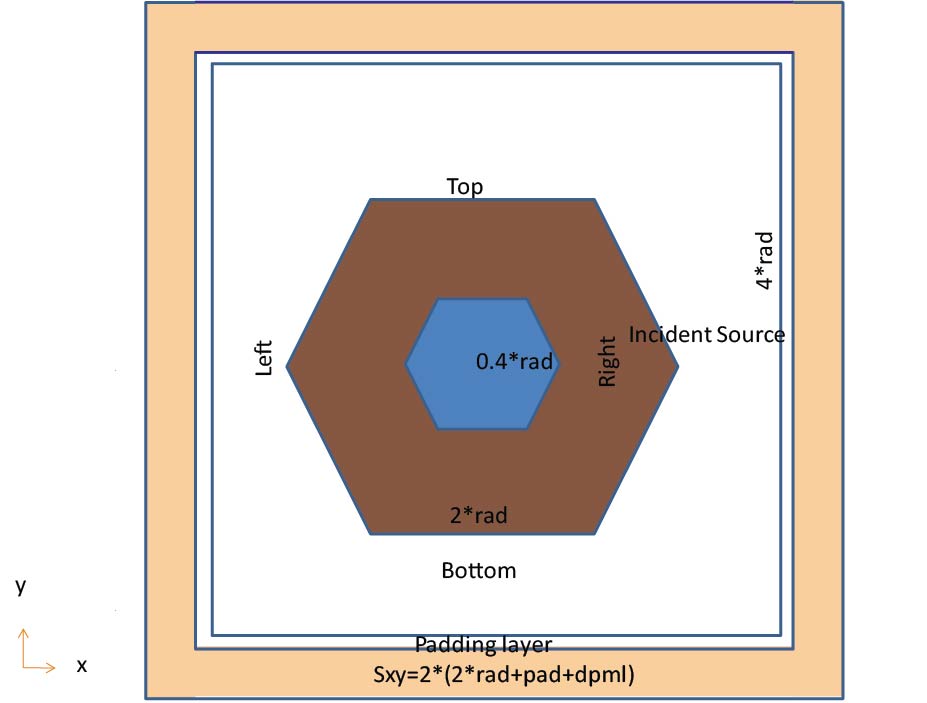 Top
4*rad
Incident Source
Left
Right
0.4*rad
2*rad
Bottom
y
x
Padding layer
Sxy=2*(2*rad+pad+dpml)